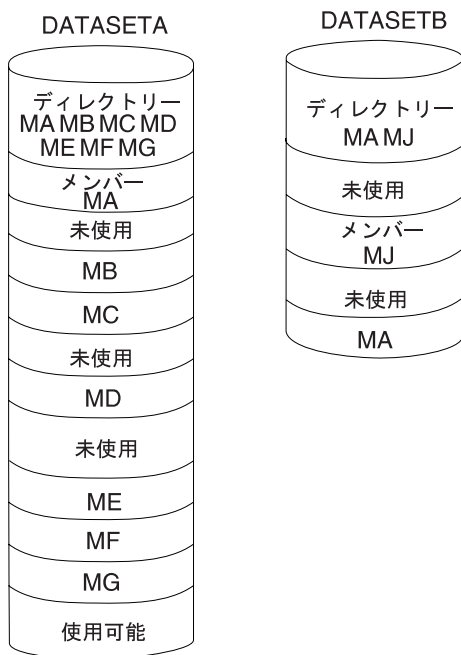 DATASETA
ディレクトリー
MA MB MC MD
ME MF MG
メンバー
MA
未使用
MB
MC
未使用
MD
未使用
ME
MF
MG
使用可能
DATASETB
ディレクトリー
MA MJ
未使用
メンバー
MJ
未使用
MA